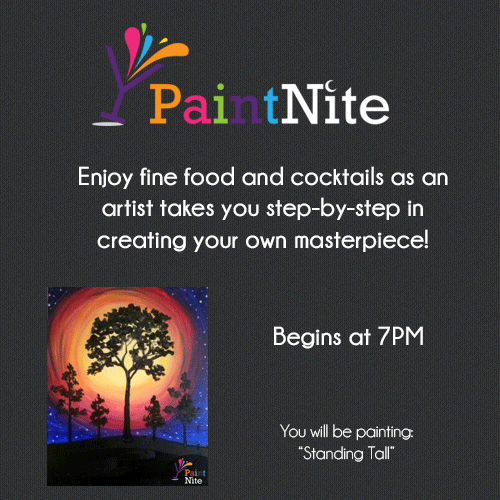 PaintNite
Enjoy fine food and cocktails as an
artist takes you step-by-step in
creating your own masterpiece!
Begins at 7PM
You will be painting:
“Standing Tall”
Paint
Nite